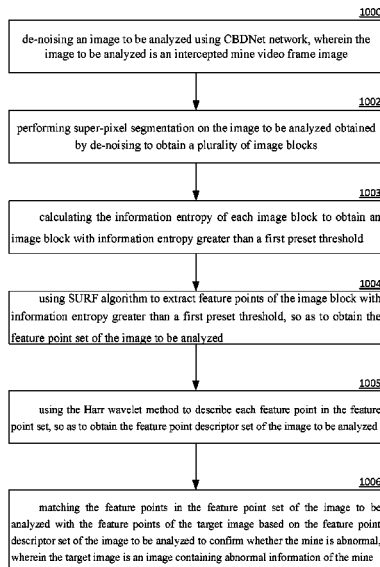 1000
de-noising an image to be analyzed using CBDNet network, wherein the
image to be analyzed is an intercepted mine video frame image
1002
performing super-pixel segmentation on the image to be analyzed obtained
by de-noising to obtain a plurality of image blocks
1003
calculating the information entropy of each image block to obtain an
image block with information entropy greater than a first preset threshold
1004
using SURF algorithm to extract feature points of the image block with
information entropy greater than a first preset threshold, so as to obtain the
feature point set of the image to be analyzed
1005
using the Harr wavelet method to describe each feature point in the feature
point set, so as to obtain the feature point descriptor set of the image to be analyzed
1006
matching the feature points in the feature point set of the image to be
analyzed with the feature points of the target image based on the feature point
descriptor set of the image to be analyzed to confirm whether the mine is abnormal,
wherein the target image is an image containing abnormal information of the mine